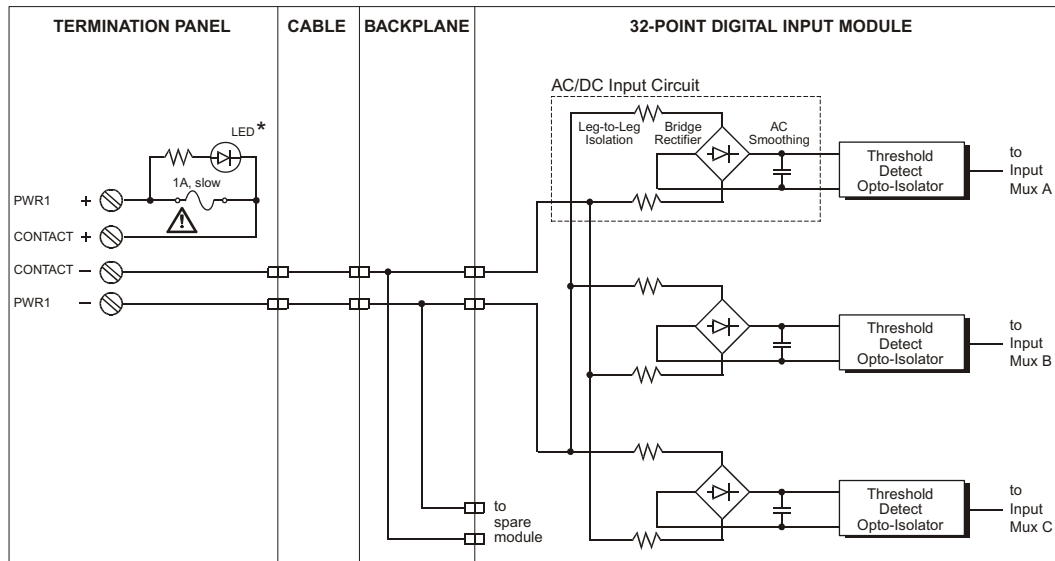 TERMINATION PANEL
CABLE
BACKPLANE
32-POINT DIGITAL INPUT MODULE
AC/DC Input Circuit
LED*
1A, slow
PWR1 +
CONTACT +
CONTACT −
PWR1 −
Leg-to-Leg
Isolation
Bridge
Rectifier
AC
Smoothing
Threshold
Detect
Opto-Isolator
to
Input
Mux A
Threshold
Detect
Opto-Isolator
to
Input
Mux B
Threshold
Detect
Opto-Isolator
to
Input
Mux C
to
spare
module